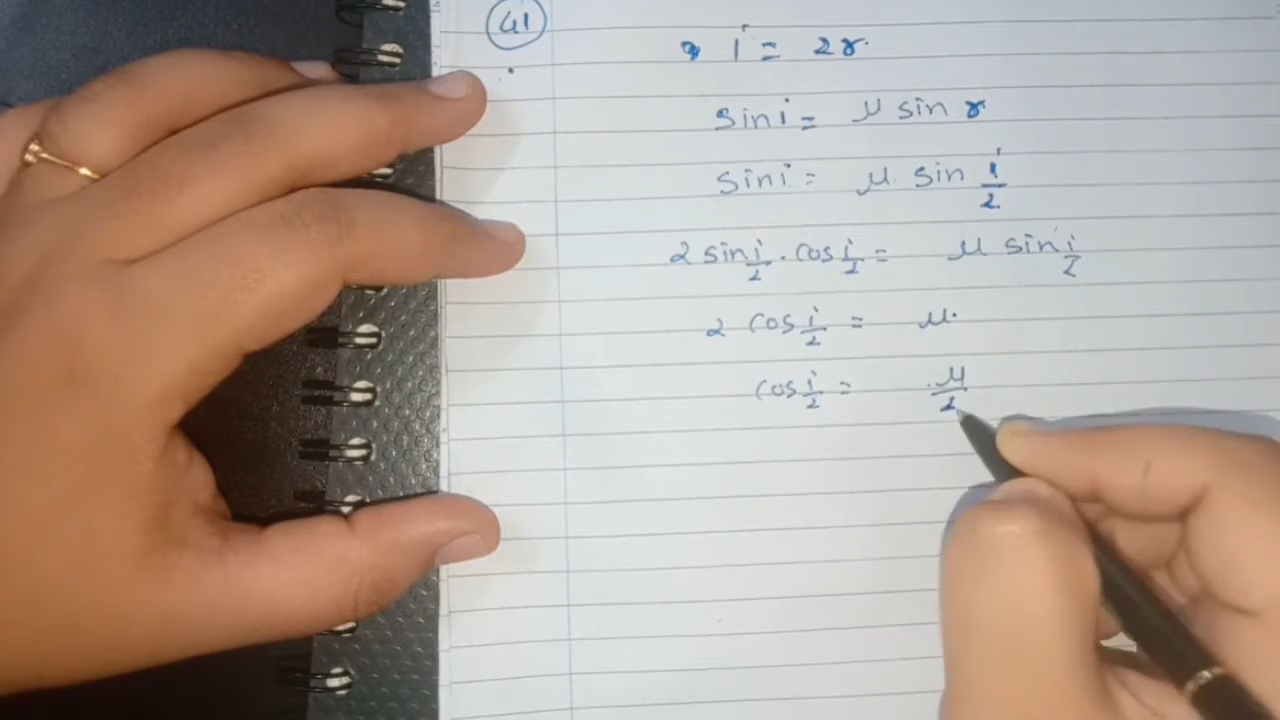 41
i = 2r
sin i = μ sin r
sin i = μ sin i/2
2 sin i/2 . cos i/2 = μ sin i/2
2 cos i/2 = μ.
cos i/2 = μ/2